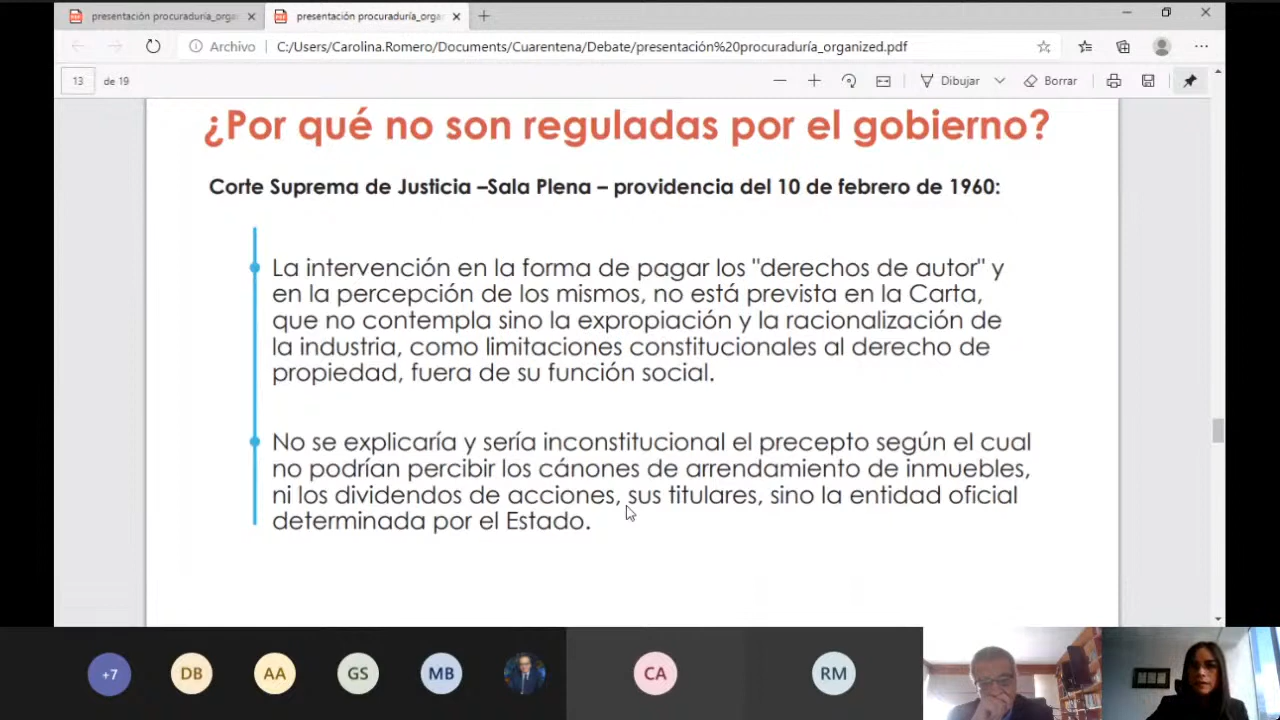 presentación procuraduría_orga
presentación procuraduría_orga
Archivo
C:/Users/Carolina.Romero/Documents/Cuarentena/Debate/presentación%20procuraduría_organized.pdf
13
de 19
Dibujar
Borrar
¿Por qué no son reguladas por el gobierno?
Corte Suprema de Justicia –Sala Plena – providencia del 10 de febrero de 1960:
La intervención en la forma de pagar los "derechos de autor" y
en la percepción de los mismos, no está prevista en la Carta,
que no contempla sino la expropiación y la racionalización de
la industria, como limitaciones constitucionales al derecho de
propiedad, fuera de su función social.
No se explicaría y sería inconstitucional el precepto según el cual
no podrían percibir los cánones de arrendamiento de inmuebles,
ni los dividendos de acciones, sus titulares, sino la entidad oficial
determinada por el Estado.
+7
DB
AA
GS
MB
CA
RM